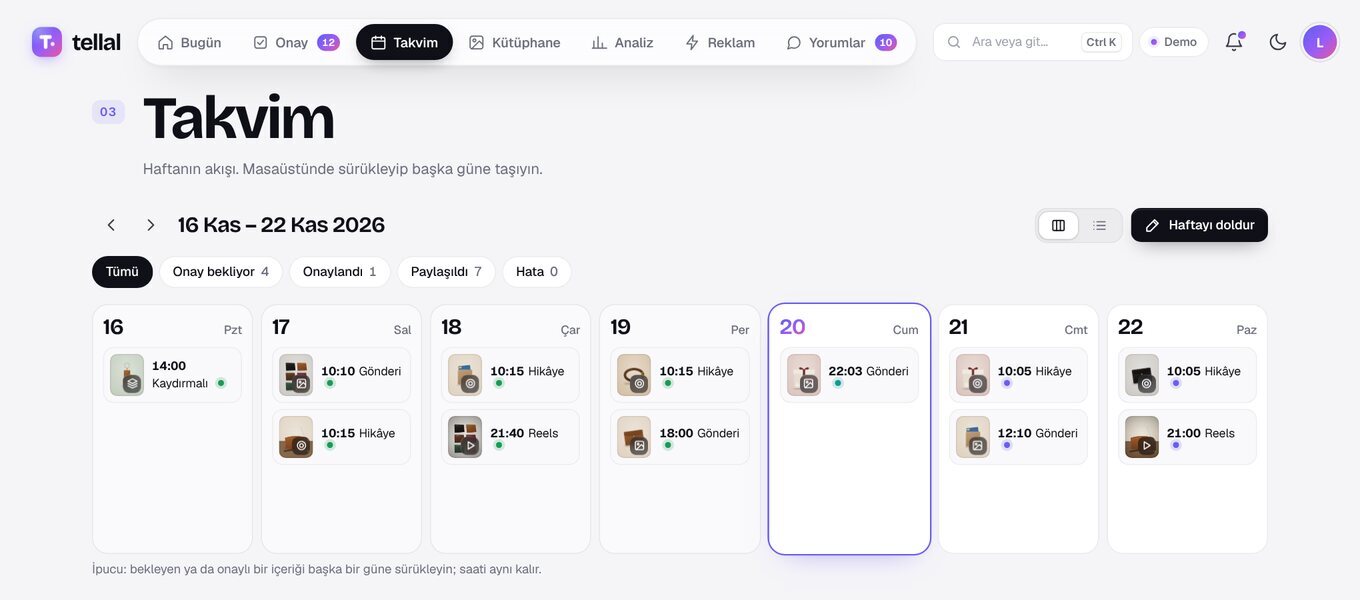 tellal
Bugün
Onay 12
Takvim
Kütüphane
Analiz
Reklam
Yorumlar 10
Ara veya git...
Ctrl K
Demo
L
03
Takvim
Haftanın akışı. Masaüstünde sürükleyip başka güne taşıyın.
16 Kas – 22 Kas 2026
Haftayı doldur
Tümü
Onay bekliyor 4
Onaylandı 1
Paylaşıldı 7
Hata 0
16 Pzt
14:00
Kaydırmalı
17 Sal
10:10 Gönderi
10:15 Hikâye
18 Çar
10:15 Hikâye
21:40 Reels
19 Per
10:15 Hikâye
18:00 Gönderi
20 Cum
22:03 Gönderi
21 Cmt
10:05 Hikâye
12:10 Gönderi
22 Paz
10:05 Hikâye
21:00 Reels
İpucu: bekleyen ya da onaylı bir içeriği başka bir güne sürükleyin; saati aynı kalır.